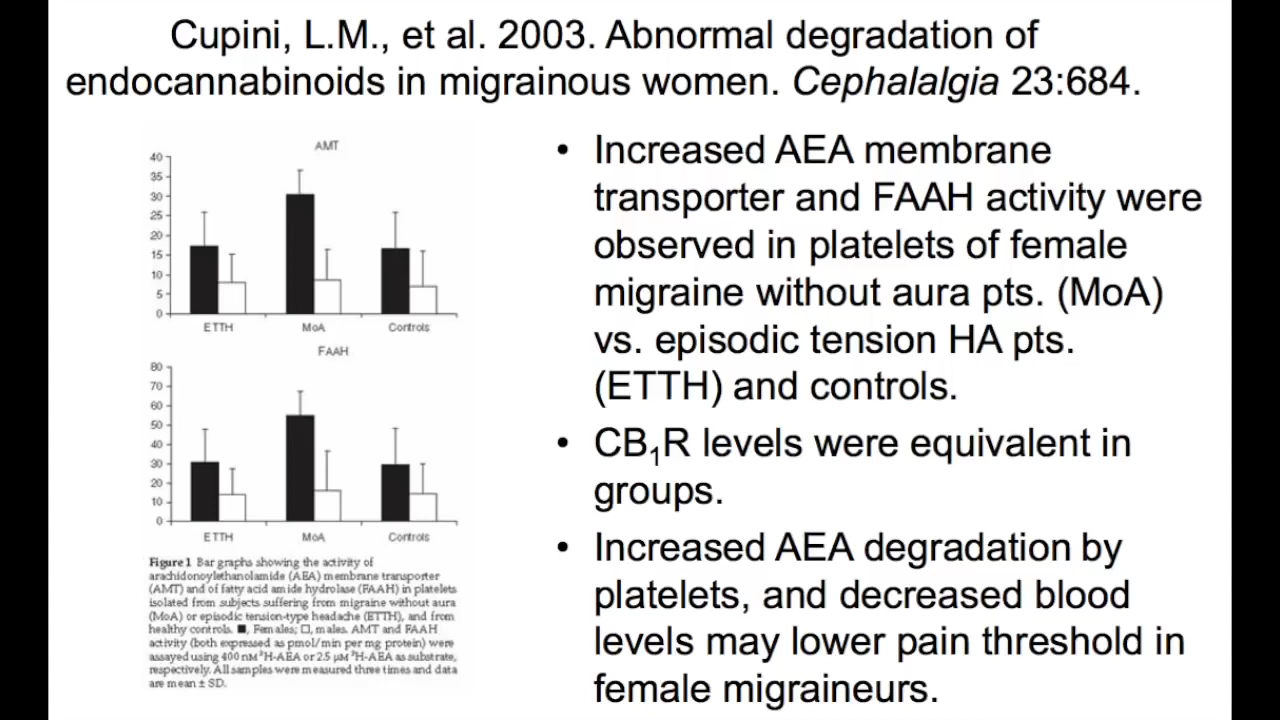 Cupini, L.M., et al. 2003. Abnormal degradation of
endocannabinoids in migrainous women. Cephalalgia 23:684.
AMT
40
35
30
25
20
15
10
5
0
ETTH MoA Controls
FAAH
80
70
60
50
40
30
20
10
0
ETTH MoA Controls
Figure 1 Bar graphs showing the activity of
arachidonoylethanolamide (AEA) membrane transporter
(AMT) and of fatty acid amide hydrolase (FAAH) in platelets
isolated from subjects suffering from migraine without aura
(MoA) or episodic tension-type headache (ETTH), and from
healthy controls. ■, Females; □, males. AMT and FAAH
activity (both expressed as pmol/min per mg protein) were
assayed using 400 nM ³H-AEA or 2.5 μM ³H-AEA as substrate,
respectively. All samples were measured three times and data
are mean ± SD.
• Increased AEA membrane
transporter and FAAH activity were
observed in platelets of female
migraine without aura pts. (MoA)
vs. episodic tension HA pts.
(ETTH) and controls.
• CB₁R levels were equivalent in
groups.
• Increased AEA degradation by
platelets, and decreased blood
levels may lower pain threshold in
female migraineurs.